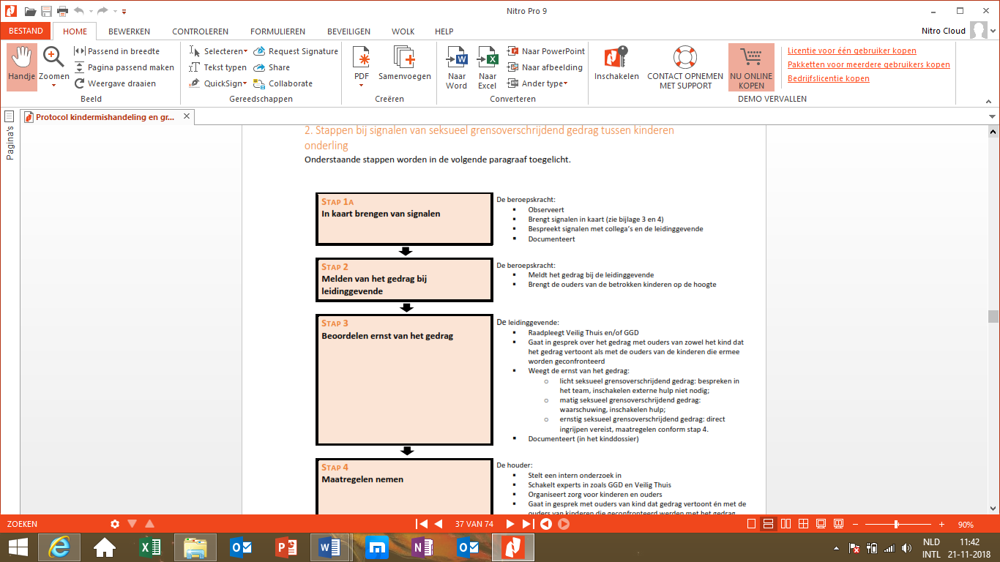 Nitro Pro 9
BESTAND HOME BEWERKEN CONTROLEREN FORMULIEREN BEVEILIGEN WOLK HELP Nitro Cloud
Handje
Zoomen
Passend in breedte
Pagina passend maken
Weergave draaien
Beeld
Selecteren
Tekst typen
QuickSign
Request Signature
Share
Collaborate
Gereedschappen
PDF
Samenvoegen
Creëren
Naar Word
Naar Excel
Naar PowerPoint
Naar afbeelding
Ander type
Converteren
Inschakelen
CONTACT OPNEMEN
MET SUPPORT
NU ONLINE
KOPEN
Licentie voor één gebruiker kopen
Pakketten voor meerdere gebruikers kopen
Bedrijfslicentie kopen
DEMO VERVALLEN
Protocol kindermishandeling en gr...
Pagina's
2. Stappen bij signalen van seksueel grensoverschrijdend gedrag tussen kinderen
onderling
Onderstaande stappen worden in de volgende paragraaf toegelicht.
STAP 1A
In kaart brengen van signalen
De beroepskracht:
▪ Observeert
▪ Brengt signalen in kaart (zie bijlage 3 en 4)
▪ Bespreekt signalen met collega's en de leidinggevende
▪ Documenteert
STAP 2
Melden van het gedrag bij
leidinggevende
De beroepskracht:
▪ Meldt het gedrag bij de leidinggevende
▪ Brengt de ouders van de betrokken kinderen op de hoogte
STAP 3
Beoordelen ernst van het gedrag
De leidinggevende:
▪ Raadpleegt Veilig Thuis en/of GGD
▪ Gaat in gesprek over het gedrag met ouders van zowel het kind dat
het gedrag vertoont als met de ouders van de kinderen die ermee
worden geconfronteerd
▪ Weegt de ernst van het gedrag:
o licht seksueel grensoverschrijdend gedrag: bespreken in
het team, inschakelen externe hulp niet nodig;
o matig seksueel grensoverschrijdend gedrag:
waarschuwing, inschakelen hulp;
o ernstig seksueel grensoverschrijdend gedrag: direct
ingrijpen vereist, maatregelen conform stap 4.
▪ Documenteert (in het kinddossier)
STAP 4
Maatregelen nemen
De houder:
▪ Stelt een intern onderzoek in
▪ Schakelt experts in zoals GGD en Veilig Thuis
▪ Organiseert zorg voor kinderen en ouders
▪ Gaat in gesprek met ouders van kind dat gedrag vertoont én met de
ouders van kinderen die geconfronteerd werden met het gedrag
ZOEKEN 37 VAN 74 90%
NLD 11:42
INTL 21-11-2018